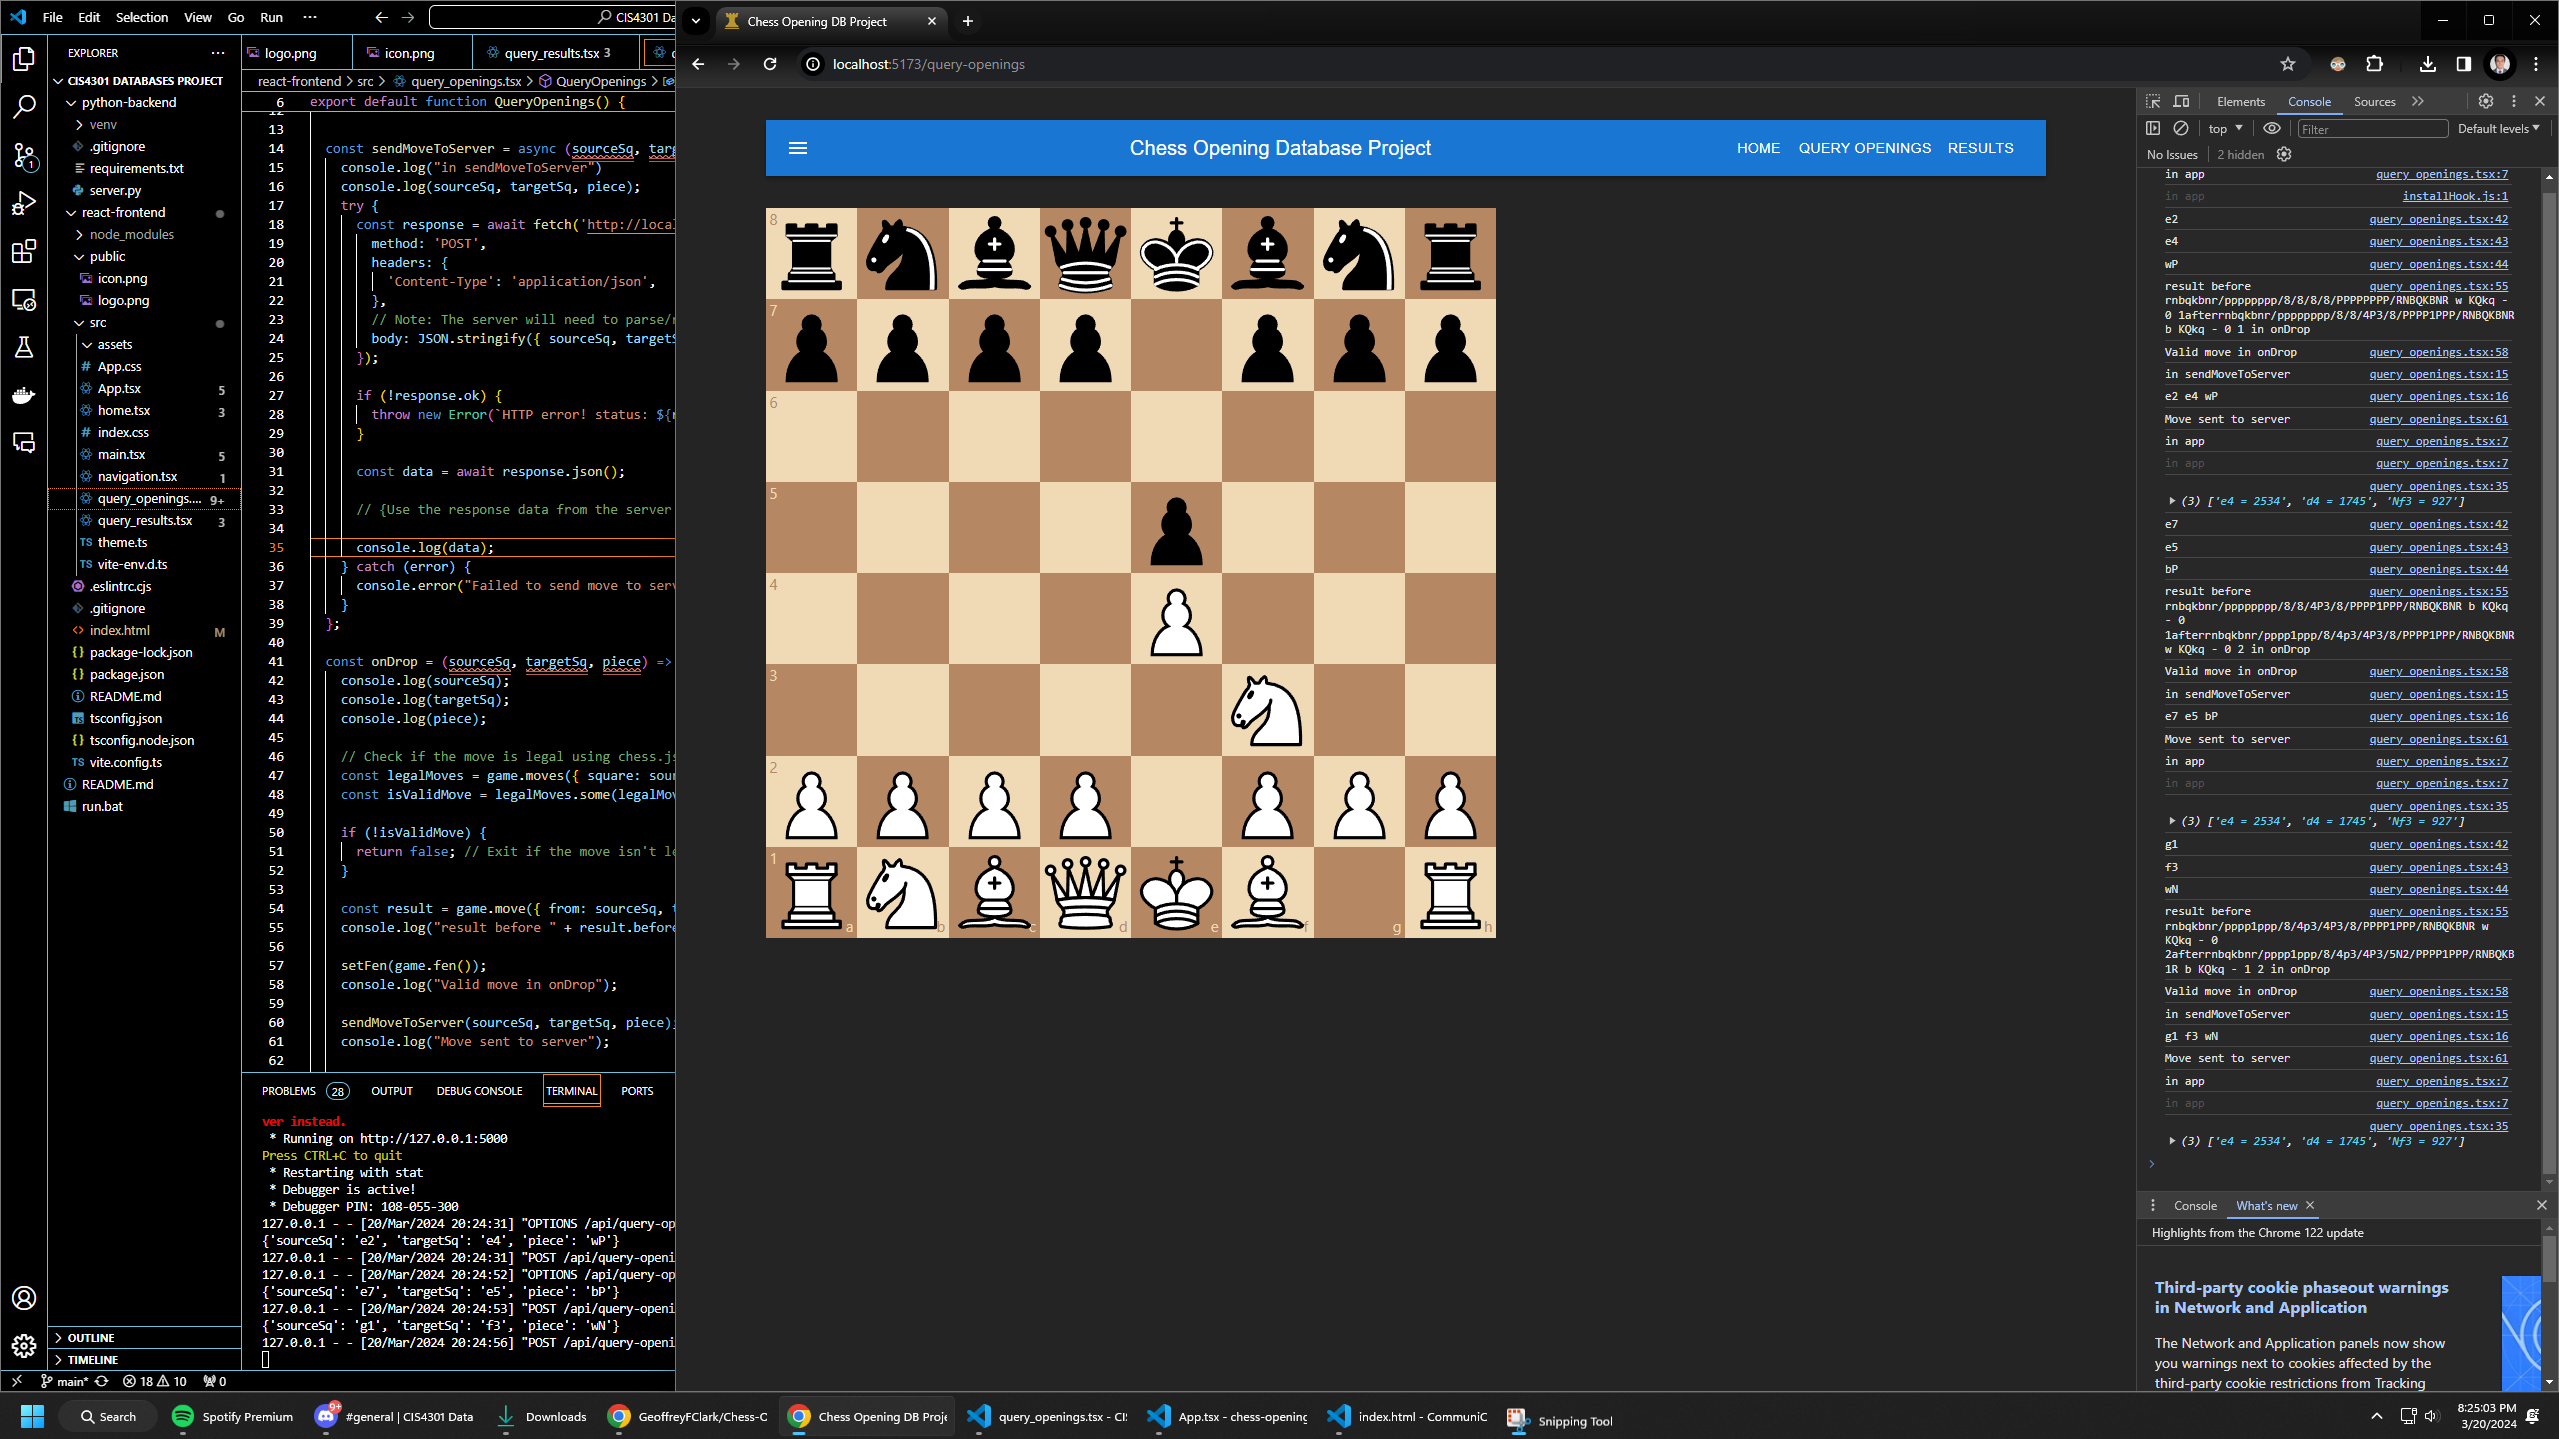 File Edit Selection View Go Run ···
CIS4301 Da
EXPLORER
CIS4301 DATABASES PROJECT
python-backend
venv
.gitignore
requirements.txt
server.py
react-frontend
node_modules
public
icon.png
logo.png
src
assets
App.css
App.tsx 5
home.tsx 3
index.css
main.tsx 5
navigation.tsx 1
query_openings.... 9+
query_results.tsx 3
theme.ts
vite-env.d.ts
.eslintrc.cjs
.gitignore
index.html M
package-lock.json
package.json
README.md
tsconfig.json
tsconfig.node.json
vite.config.ts
README.md
run.bat
OUTLINE
TIMELINE
main* 18 10 0
logo.png icon.png query_results.tsx 3
react-frontend > src > query_openings.tsx > QueryOpenings >
6 export default function QueryOpenings() {
12
13
14 const sendMoveToServer = async (sourceSq, targ
15 console.log("in sendMoveToServer")
16 console.log(sourceSq, targetSq, piece);
17 try {
18 const response = await fetch('http://local
19 method: 'POST',
20 headers: {
21 'Content-Type': 'application/json',
22 },
23 // Note: The server will need to parse/r
24 body: JSON.stringify({ sourceSq, targetS
25 });
26
27 if (!response.ok) {
28 throw new Error(`HTTP error! status: ${r
29 }
30
31 const data = await response.json();
32
33 // {Use the response data from the server
34
35 console.log(data);
36 } catch (error) {
37 console.error("Failed to send move to serv
38 }
39 };
40
41 const onDrop = (sourceSq, targetSq, piece) =>
42 console.log(sourceSq);
43 console.log(targetSq);
44 console.log(piece);
45
46 // Check if the move is legal using chess.js
47 const legalMoves = game.moves({ square: sour
48 const isValidMove = legalMoves.some(legalMov
49
50 if (!isValidMove) {
51 return false; // Exit if the move isn't le
52 }
53
54 const result = game.move({ from: sourceSq, t
55 console.log("result before " + result.before
56
57 setFen(game.fen());
58 console.log("Valid move in onDrop");
59
60 sendMoveToServer(sourceSq, targetSq, piece);
61 console.log("Move sent to server");
62
PROBLEMS 28 OUTPUT DEBUG CONSOLE TERMINAL PORTS
ver instead.
* Running on http://127.0.0.1:5000
Press CTRL+C to quit
* Restarting with stat
* Debugger is active!
* Debugger PIN: 108-055-300
127.0.0.1 - - [20/Mar/2024 20:24:31] "OPTIONS /api/query-op
{'sourceSq': 'e2', 'targetSq': 'e4', 'piece': 'wP'}
127.0.0.1 - - [20/Mar/2024 20:24:31] "POST /api/query-openi
127.0.0.1 - - [20/Mar/2024 20:24:52] "OPTIONS /api/query-op
{'sourceSq': 'e7', 'targetSq': 'e5', 'piece': 'bP'}
127.0.0.1 - - [20/Mar/2024 20:24:53] "POST /api/query-openi
{'sourceSq': 'g1', 'targetSq': 'f3', 'piece': 'wN'}
127.0.0.1 - - [20/Mar/2024 20:24:56] "POST /api/query-openi
Chess Opening DB Project
localhost:5173/query-openings
Chess Opening Database Project
HOME QUERY OPENINGS RESULTS
8
7
6
5
4
3
2
1
a b c d e f g h
Elements Console Sources
top Filter Default levels
No Issues 2 hidden
in app query_openings.tsx:7
in app installHook.js:1
e2 query_openings.tsx:42
e4 query_openings.tsx:43
wP query_openings.tsx:44
result before query_openings.tsx:55
rnbqkbnr/pppppppp/8/8/8/8/PPPPPPPP/RNBQKBNR w KQkq -
0 1afterrnbqkbnr/pppppppp/8/8/4P3/8/PPPP1PPP/RNBQKBNR
b KQkq - 0 1 in onDrop
Valid move in onDrop query_openings.tsx:58
in sendMoveToServer query_openings.tsx:15
e2 e4 wP query_openings.tsx:16
Move sent to server query_openings.tsx:61
in app query_openings.tsx:7
in app query_openings.tsx:7
query_openings.tsx:35
(3) ['e4 = 2534', 'd4 = 1745', 'Nf3 = 927']
e7 query_openings.tsx:42
e5 query_openings.tsx:43
bP query_openings.tsx:44
result before query_openings.tsx:55
rnbqkbnr/pppppppp/8/8/4P3/8/PPPP1PPP/RNBQKBNR b KQkq
- 0
1afterrnbqkbnr/pppp1ppp/8/4p3/4P3/8/PPPP1PPP/RNBQKBNR
w KQkq - 0 2 in onDrop
Valid move in onDrop query_openings.tsx:58
in sendMoveToServer query_openings.tsx:15
e7 e5 bP query_openings.tsx:16
Move sent to server query_openings.tsx:61
in app query_openings.tsx:7
in app query_openings.tsx:7
query_openings.tsx:35
(3) ['e4 = 2534', 'd4 = 1745', 'Nf3 = 927']
g1 query_openings.tsx:42
f3 query_openings.tsx:43
wN query_openings.tsx:44
result before query_openings.tsx:55
rnbqkbnr/pppp1ppp/8/4p3/4P3/8/PPPP1PPP/RNBQKBNR w
KQkq - 0
2afterrnbqkbnr/pppp1ppp/8/4p3/4P3/5N2/PPPP1PPP/RNBQKB
1R b KQkq - 1 2 in onDrop
Valid move in onDrop query_openings.tsx:58
in sendMoveToServer query_openings.tsx:15
g1 f3 wN query_openings.tsx:16
Move sent to server query_openings.tsx:61
in app query_openings.tsx:7
in app query_openings.tsx:7
query_openings.tsx:35
(3) ['e4 = 2534', 'd4 = 1745', 'Nf3 = 927']
Console What's new
Highlights from the Chrome 122 update
Third-party cookie phaseout warnings
in Network and Application
The Network and Application panels now show
you warnings next to cookies affected by the
third-party cookie restrictions from Tracking
Search Spotify Premium 9+ #general | CIS4301 Data Downloads GeoffreyFClark/Chess-O Chess Opening DB Proje query_openings.tsx - CIS App.tsx - chess-opening index.html - CommuniC Snipping Tool
8:25:03 PM
3/20/2024